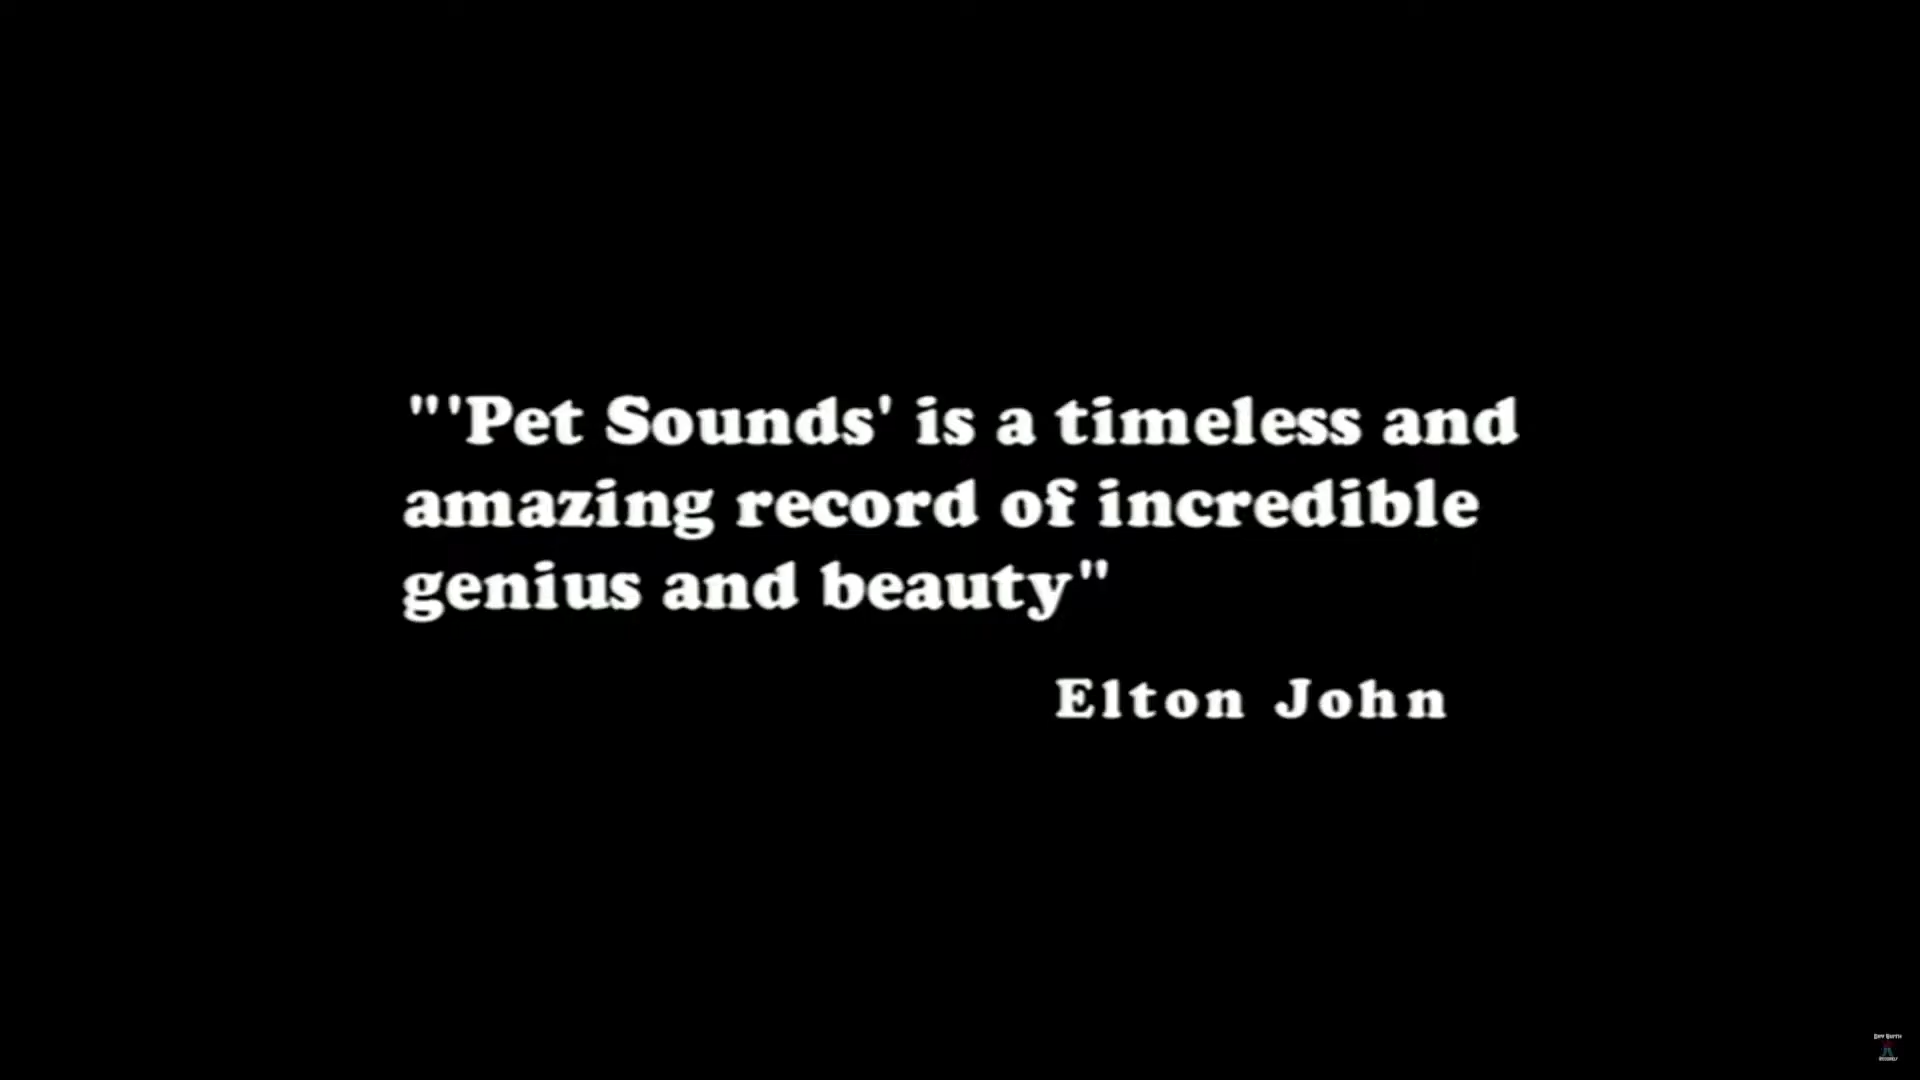 "'Pet Sounds' is a timeless and
amazing record of incredible
genius and beauty"
Elton John